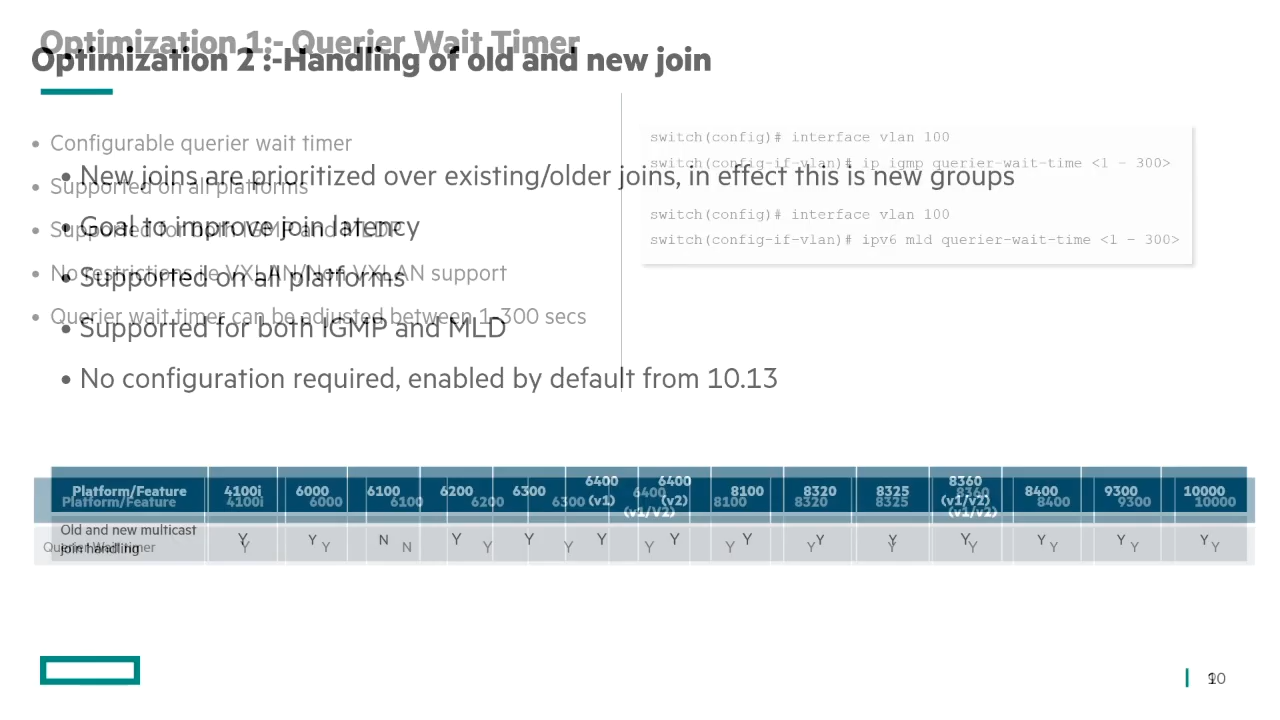 Optimization 1:- Querier Wait Timer
Optimization 2 :-Handling of old and new join
• Configurable querier wait timer
• Supported on all platforms
• Supported for both IGMP and MLDP
• No restrictions ie VXLAN/Non VXLAN support
• Querier wait timer can be adjusted between 1-300 secs
switch(config)# interface vlan 100
switch(config-if-vlan)# ip igmp querier-wait-time <1 - 300>
switch(config)# interface vlan 100
switch(config-if-vlan)# ipv6 mld querier-wait-time <1 - 300>
• New joins are prioritized over existing/older joins, in effect this is new groups
• Goal to improve join latency
• Supported on all platforms
• Supported for both IGMP and MLD
• No configuration required, enabled by default from 10.13
Platform/Feature 4100i 6000 6100 6200 6300 6400 (v1) 6400 (v2) 8100 8320 8325 8360 (v1/v2) 8400 9300 10000
Old and new multicast join handling Y Y N Y Y Y Y Y Y Y Y Y Y Y
Platform/Feature 4100i 6000 6100 6200 6300 6400 (v1/V2) 8100 8320 8325 8360 (v1/v2) 8400 9300 10000
Querier Wait timer Y Y N Y Y Y Y Y Y Y Y Y Y
10